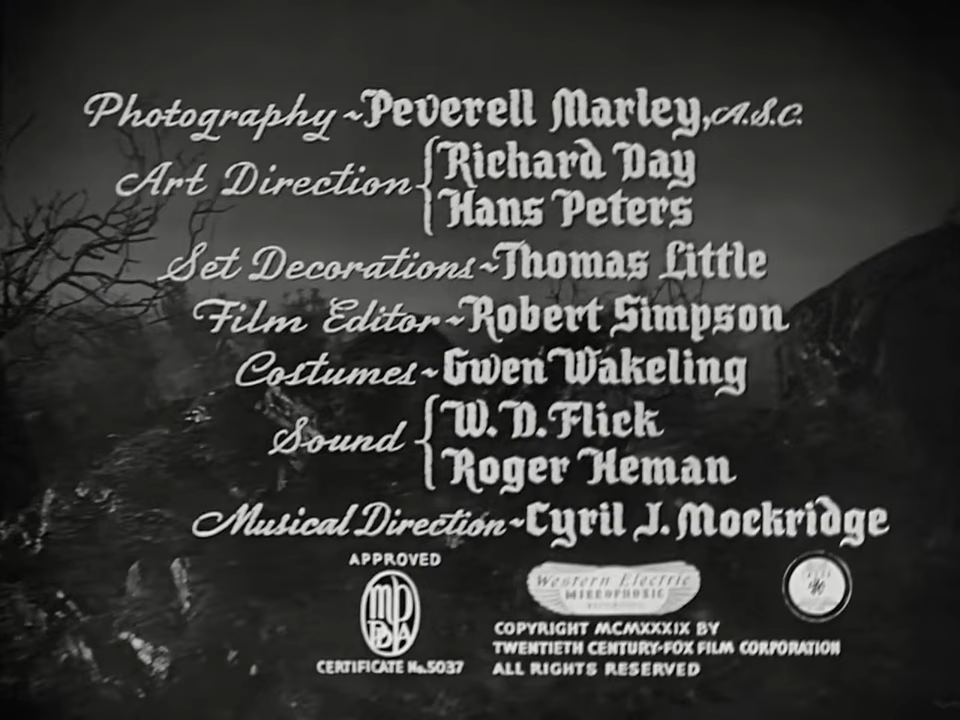 Photography ~ Peverell Marley, A.S.C.
Art Direction { Richard Day
Hans Peters
Set Decorations ~ Thomas Little
Film Editor ~ Robert Simpson
Costumes ~ Gwen Wakeling
Sound { W. D. Flick
Roger Heman
Musical Direction ~ Cyril J. Mockridge
APPROVED
MPPDA
CERTIFICATE No. 5037
Western Electric
MIRROPHONIC
COPYRIGHT MCMXXXIX BY
TWENTIETH CENTURY-FOX FILM CORPORATION
ALL RIGHTS RESERVED